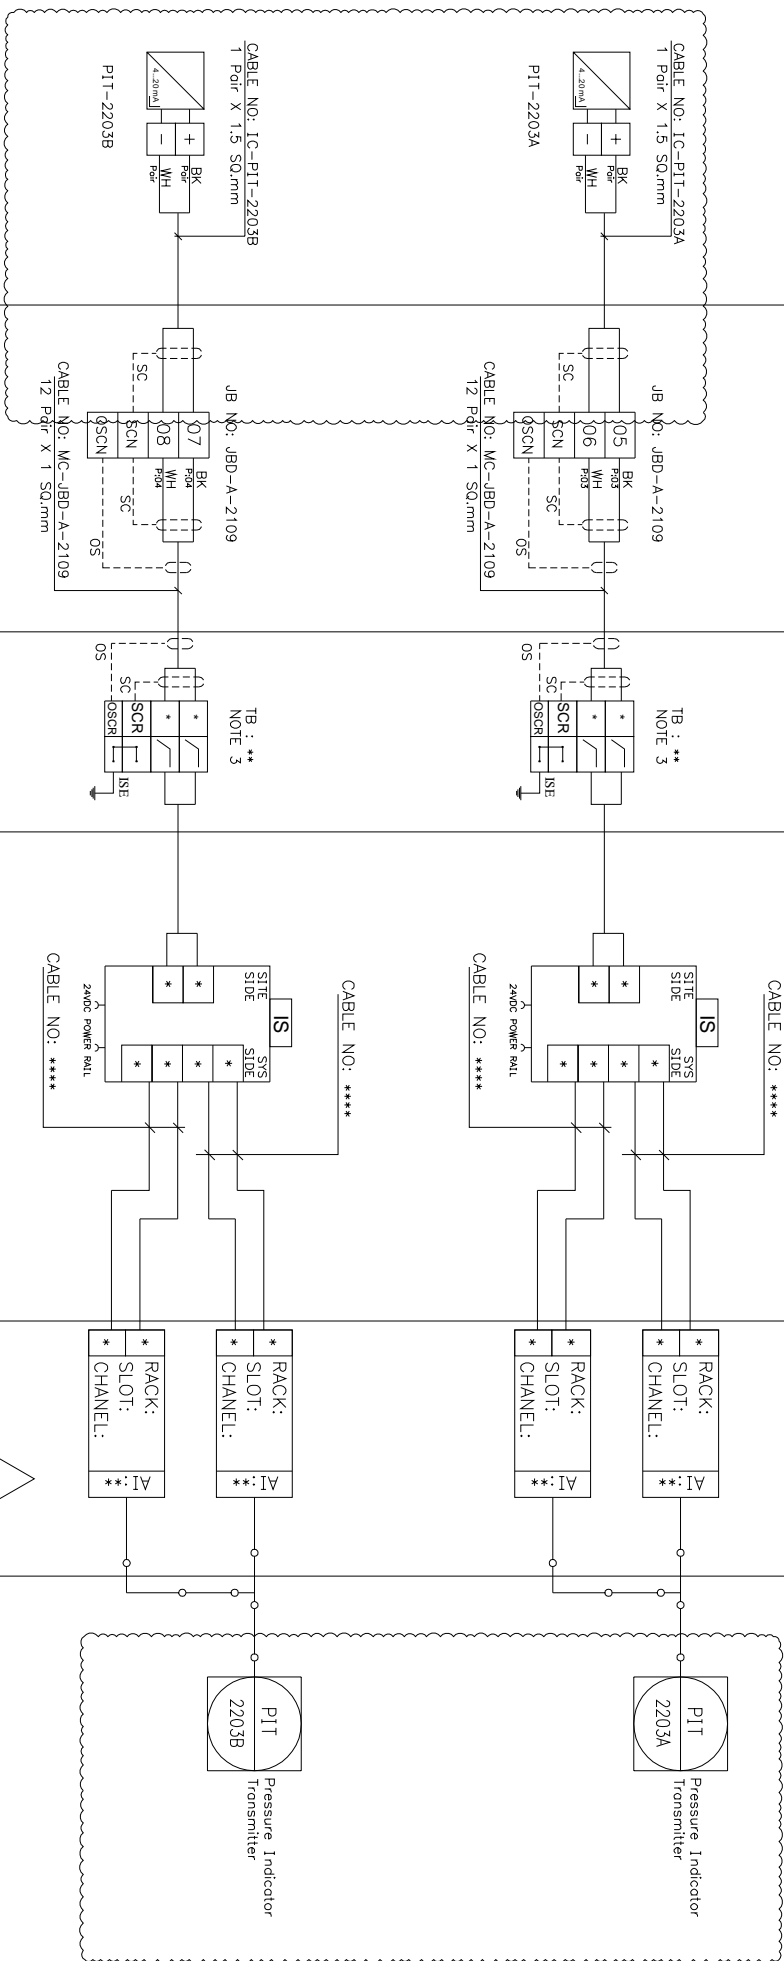 CABLE NO: IC-PIT-2203A
1 Pair X 1.5 SQ.mm
4..20mA
+
-
BK
Pair
WH
Pair
PIT-2203A
JB NO: JBD-A-2109
SC
05
06
SCN
OSCN
BK
P:03
WH
P:03
SC
OS
CABLE NO: MC-JBD-A-2109
12 Pair X 1 SQ.mm
TB : **
NOTE 3
OS
SC
*
*
SCR
OSCR
ISE
CABLE NO: ****
IS
SITE
SIDE
SYS
SIDE
*
*
*
*
*
*
24VDC POWER RAIL
CABLE NO: ****
*
*
RACK:
SLOT:
CHANEL:
AI:
**
*
*
RACK:
SLOT:
CHANEL:
AI:
**
PIT
2203A
Pressure Indicator
Transmitter
CABLE NO: IC-PIT-2203B
1 Pair X 1.5 SQ.mm
4..20mA
+
-
BK
Pair
WH
Pair
PIT-2203B
JB NO: JBD-A-2109
SC
07
08
SCN
OSCN
BK
P:04
WH
P:04
SC
OS
CABLE NO: MC-JBD-A-2109
12 Pair X 1 SQ.mm
TB : **
NOTE 3
OS
SC
*
*
SCR
OSCR
ISE
CABLE NO: ****
IS
SITE
SIDE
SYS
SIDE
*
*
*
*
*
*
24VDC POWER RAIL
CABLE NO: ****
*
*
RACK:
SLOT:
CHANEL:
AI:
**
*
*
RACK:
SLOT:
CHANEL:
AI:
**
PIT
2203B
Pressure Indicator
Transmitter